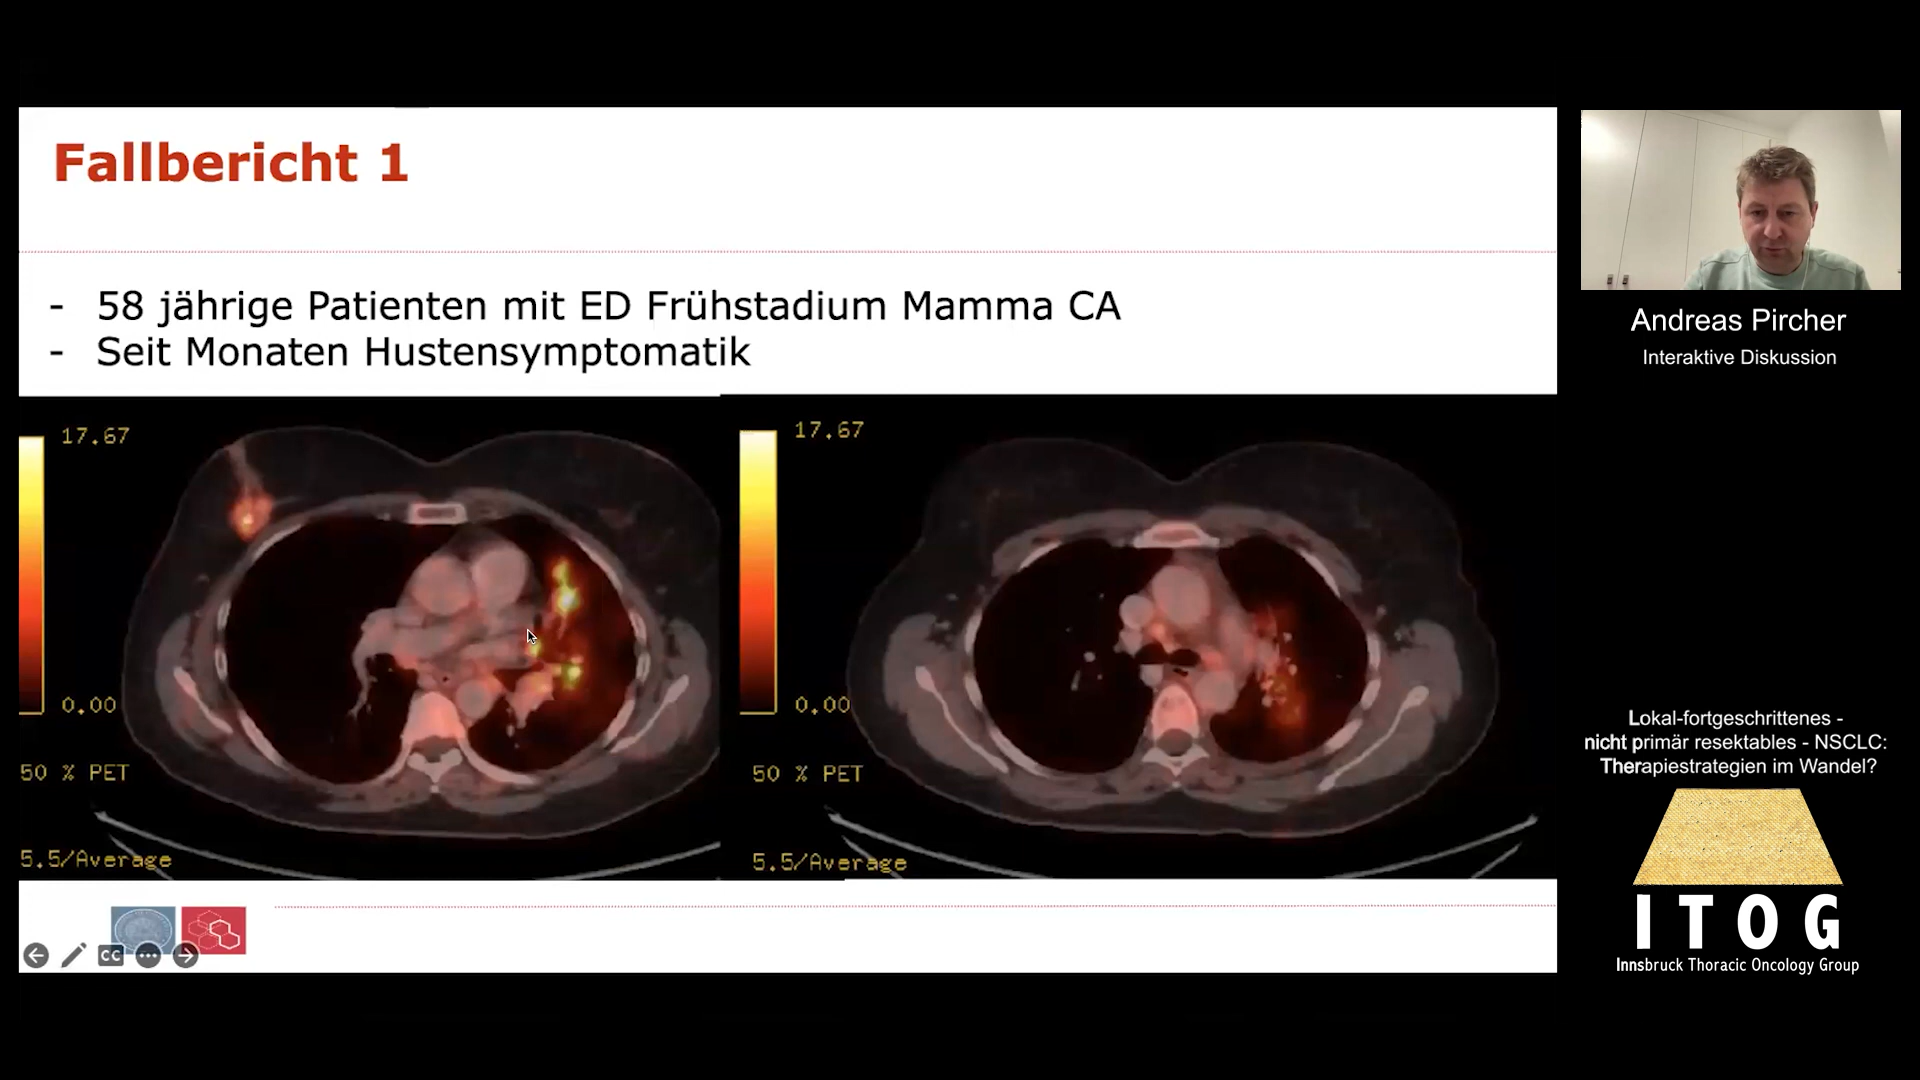 Fallbericht 1
- 58 jährige Patienten mit ED Frühstadium Mamma CA
- Seit Monaten Hustensymptomatik
17.67
0.00
50 % PET
5.5/Average
17.67
0.00
50 % PET
5.5/Average
CC
Andreas Pircher
Interaktive Diskussion
Lokal-fortgeschrittenes -
nicht primär resektables - NSCLC:
Therapiestrategien im Wandel?
ITOG
Innsbruck Thoracic Oncology Group